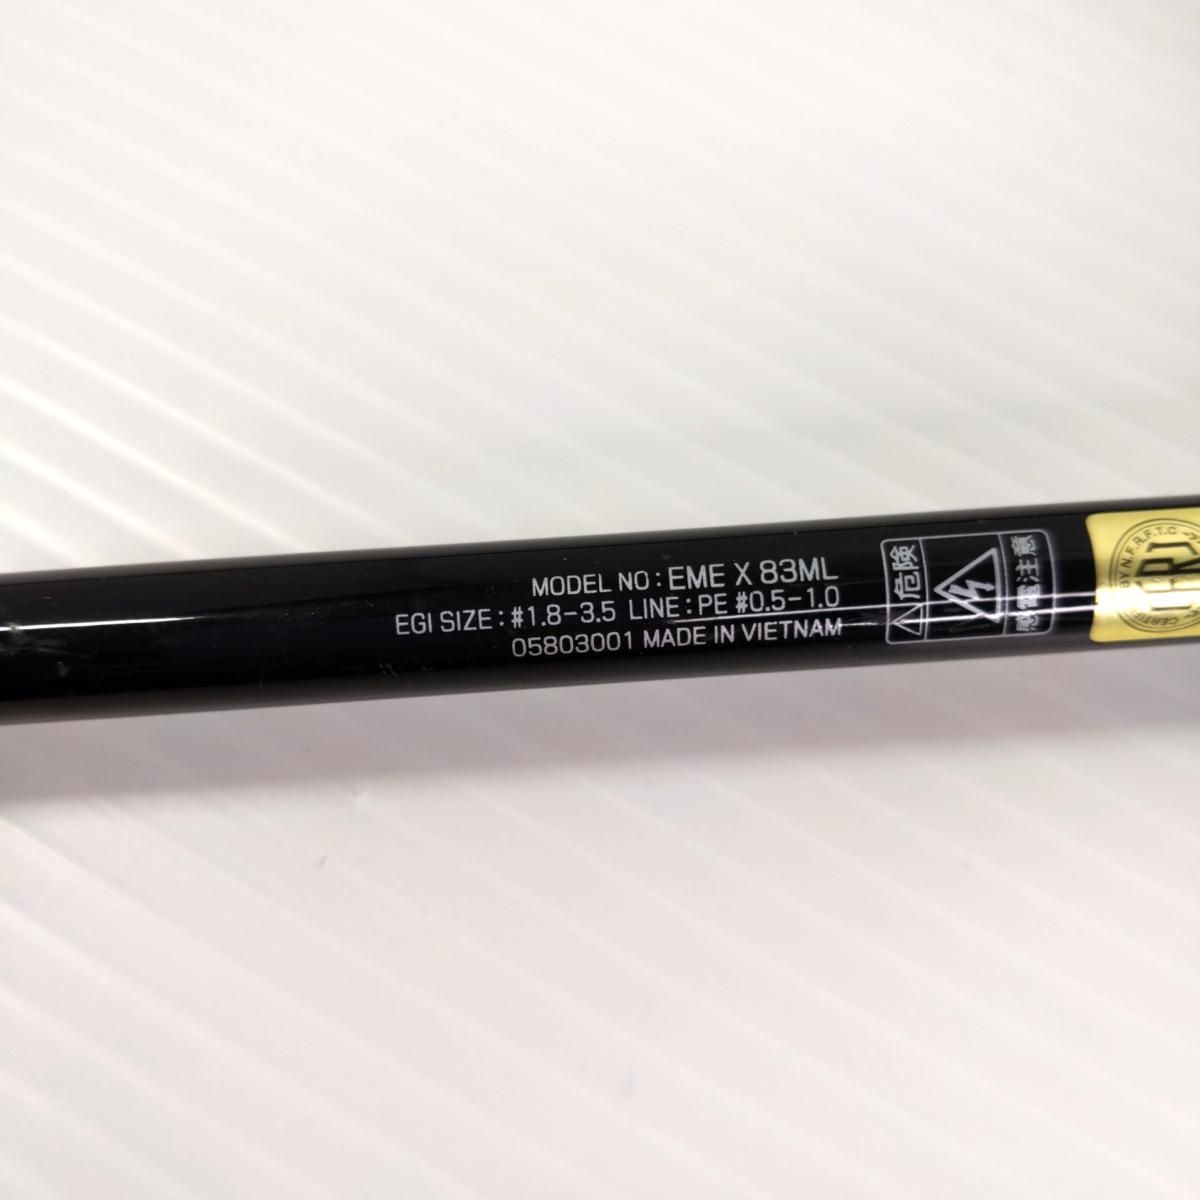 MODEL NO : EME X 83ML
EGI SIZE : #1.8-3.5 LINE : PE #0.5-1.0
05803001 MADE IN VIETNAM
危険
感電注意
N.F.R.F.T.C